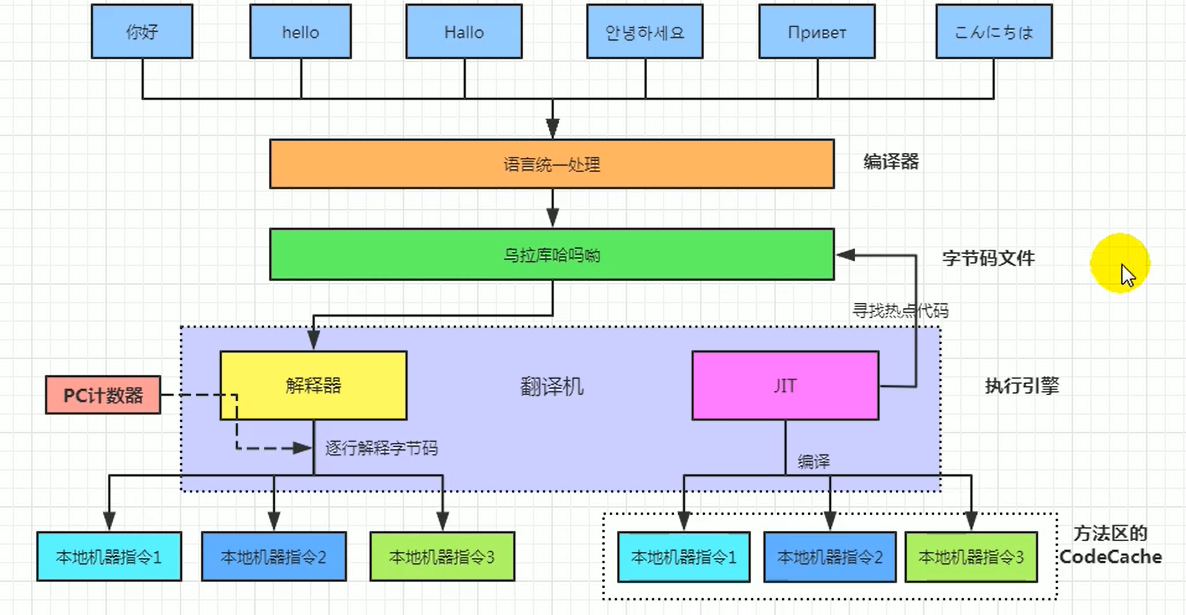 你好
hello
Hallo
안녕하세요
Привет
こんにちは
语言统一处理
编译器
乌拉库哈吗呦
字节码文件
寻找热点代码
解释器
翻译机
JIT
执行引擎
PC计数器
逐行解释字节码
编译
本地机器指令1
本地机器指令2
本地机器指令3
本地机器指令1
本地机器指令2
本地机器指令3
方法区的
CodeCache